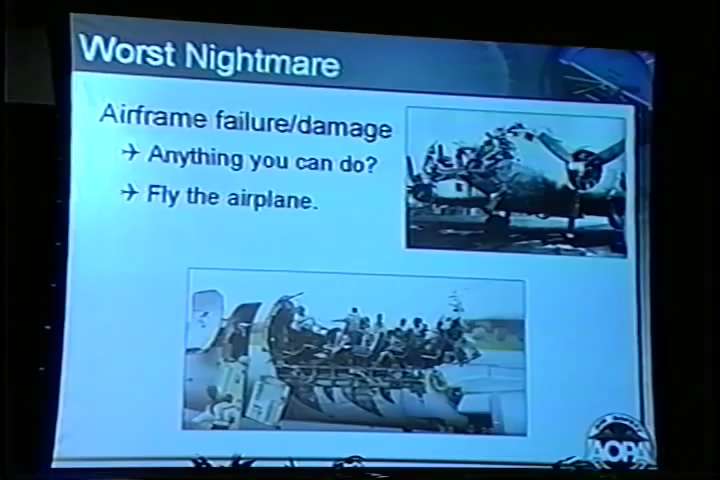 Worst Nightmare
Airframe failure/damage
Anything you can do?
Fly the airplane.
AOPA